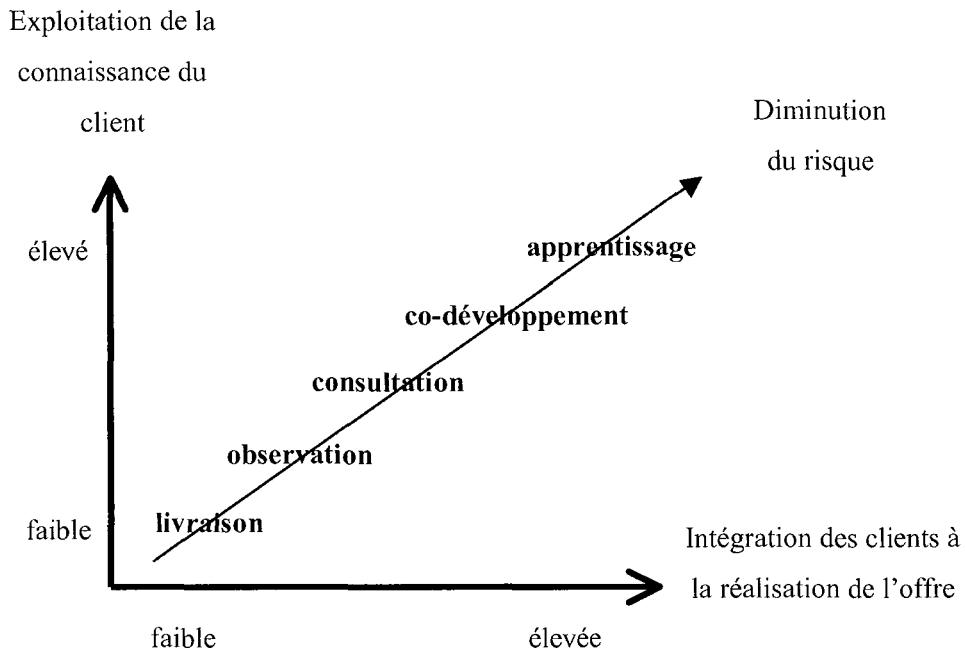 Exploitation de la
connaissance du
client
Diminution
du risque
élevé
apprentissage
co-développement
consultation
observation
livraison
faible
Intégration des clients à
la réalisation de l'offre
faible
élevée